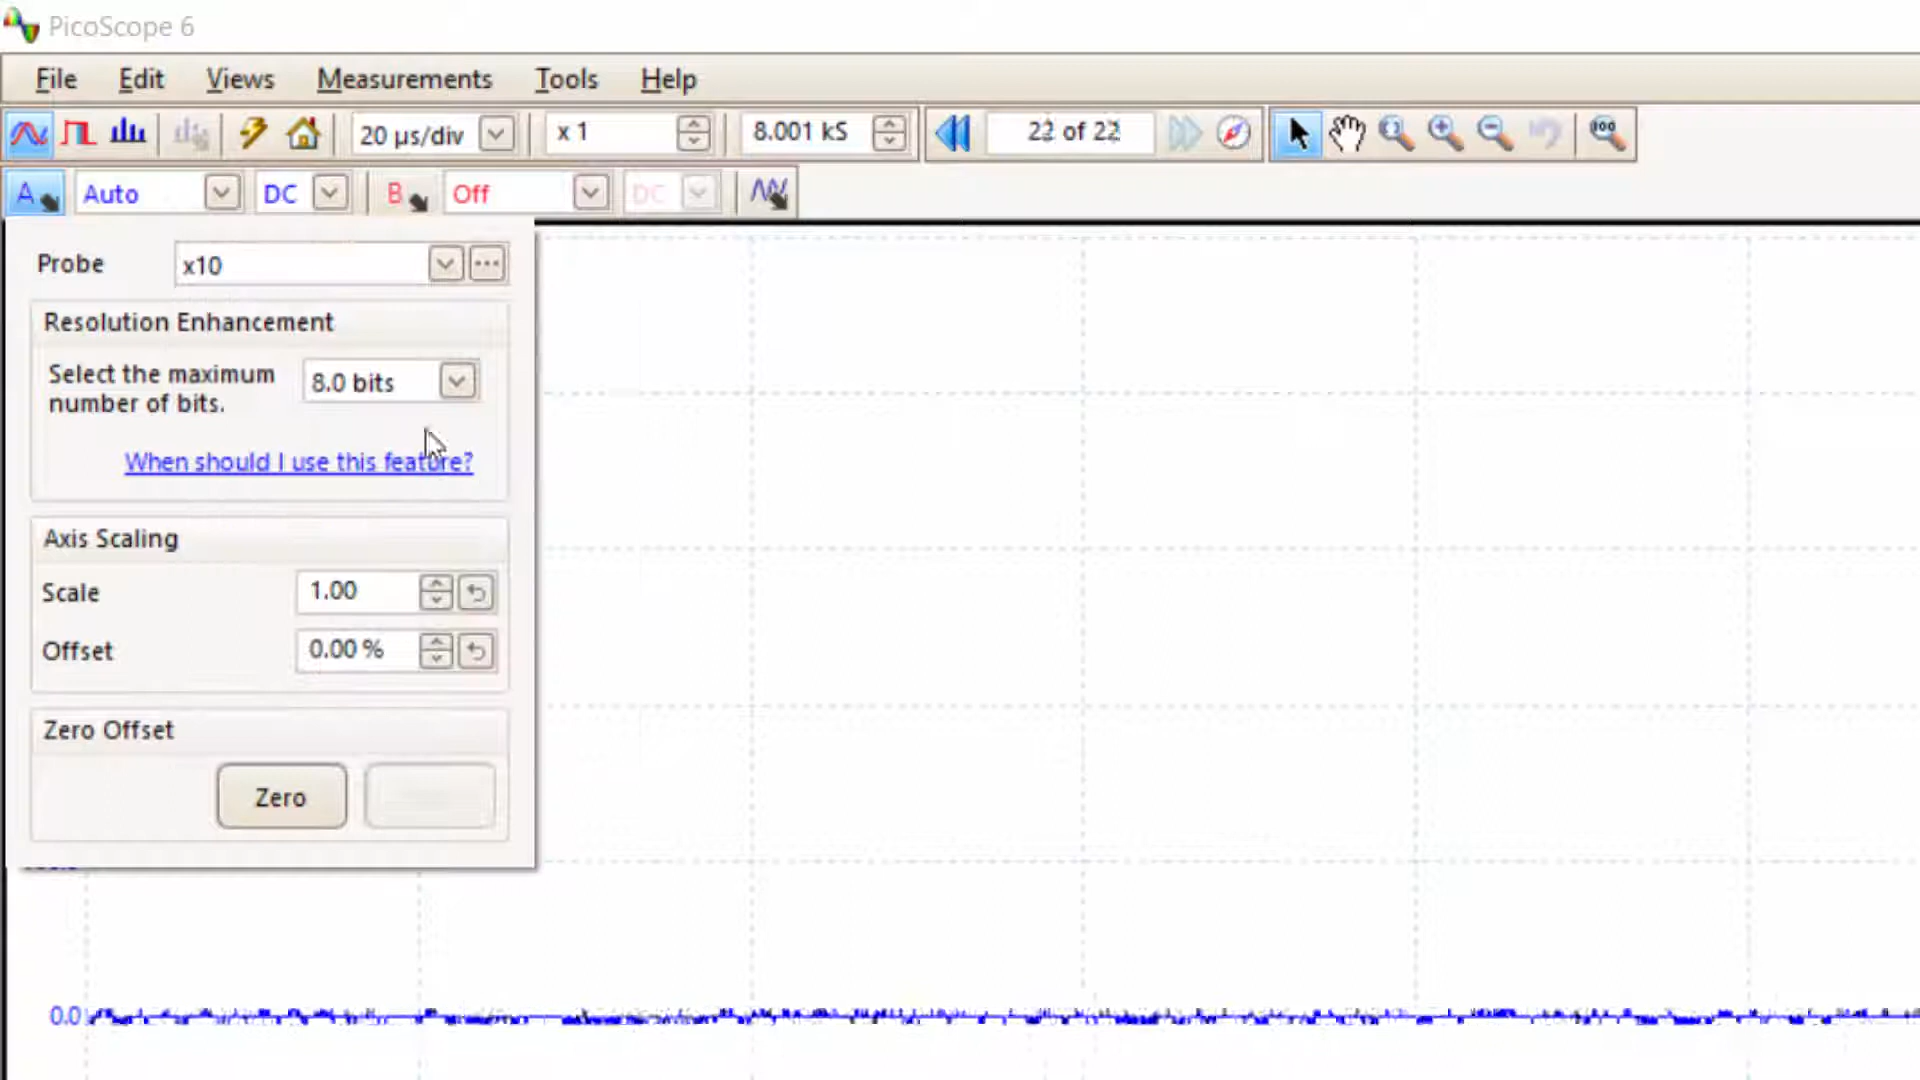 PicoScope 6
File Edit Views Measurements Tools Help
20 µs/div x 1 8.001 kS 22 of 22
A Auto DC B Off DC
Probe x10
Resolution Enhancement
Select the maximum 8.0 bits
number of bits.
When should I use this feature?
Axis Scaling
Scale 1.00
Offset 0.00 %
Zero Offset
Zero
0.0